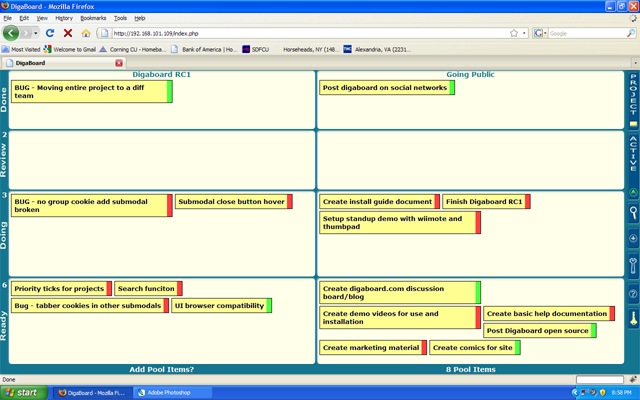 DigaBoard - Mozilla Firefox
File Edit View History Bookmarks Tools Help
http://192.168.101.109/index.php
Google
Most Visited Getting Started Welcome to Gmail Corning CU - Homeba... Bank of America | Ho... SDFCU Horseheads, NY (148... Alexandria, VA (2231...
DigaBoard
Digaboard RC1 Going Public
Done
BUG - Moving entire project to a diff
team
Post digaboard on social networks
PROJECT
ACTIVE
2
Review
3
Doing
BUG - no group cookie add submodal
broken
Submodal close button hover
Create install guide document
Finish Digaboard RC1
Setup standup demo with wiimote and
thumbpad
6
Ready
Priority ticks for projects
Search funciton
Bug - tabber cookies in other submodals
UI browser compatibility
Create digaboard.com discussion
board/blog
Create demo videos for use and
installation
Create basic help documentation
Post Digaboard open source
Create marketing material
Create comics for site
Add Pool Items? 8 Pool Items
Done
start
DigaBoard - Mozilla Fi...
Adobe Photoshop
8:38 PM